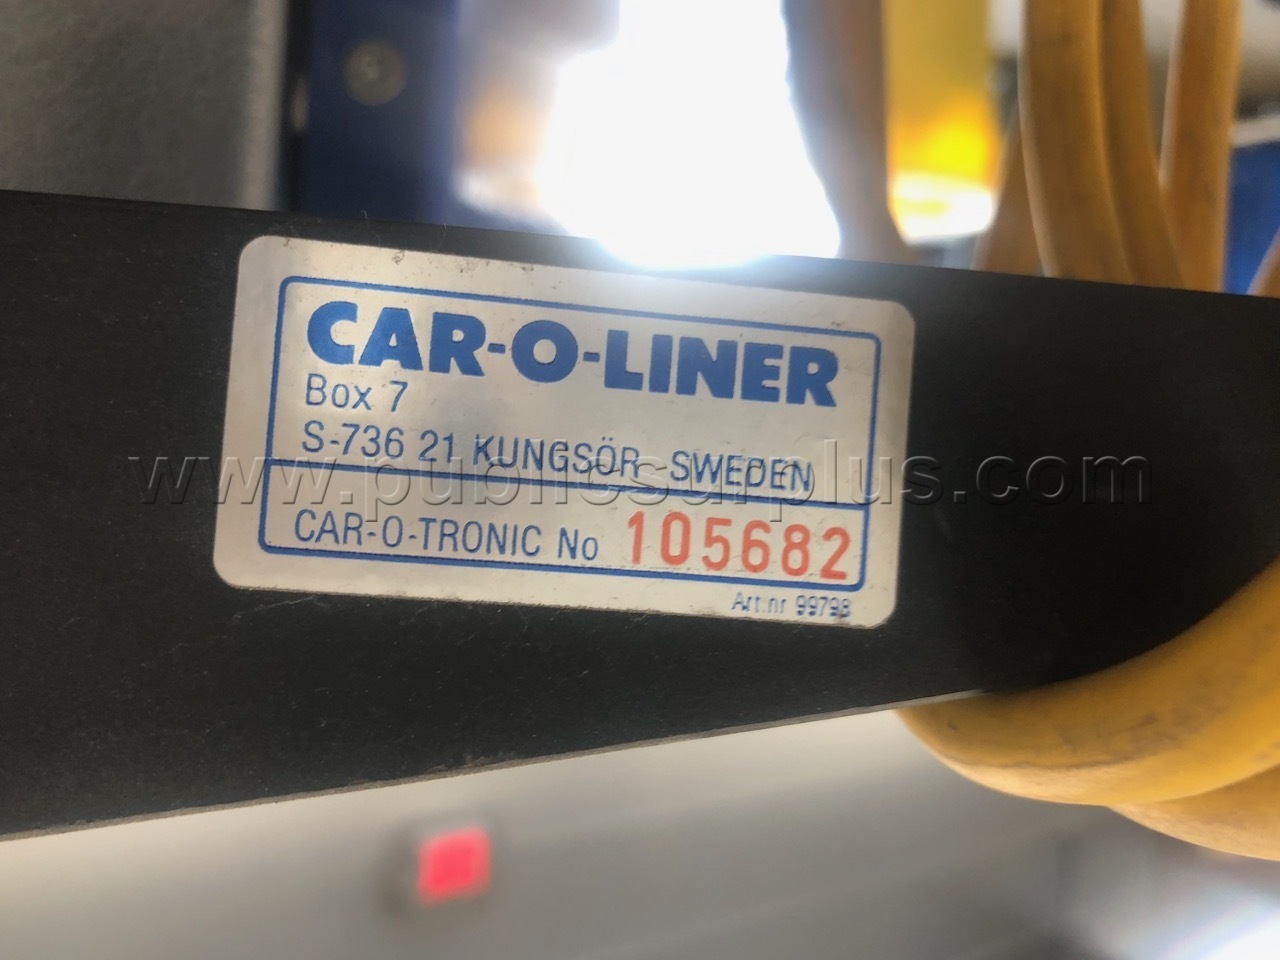 CAR-O-LINER
Box 7
S-736 21 KUNGSÖR SWEDEN
www.publicsurplus.com
CAR-O-TRONIC No 105682
Art.nr 99798